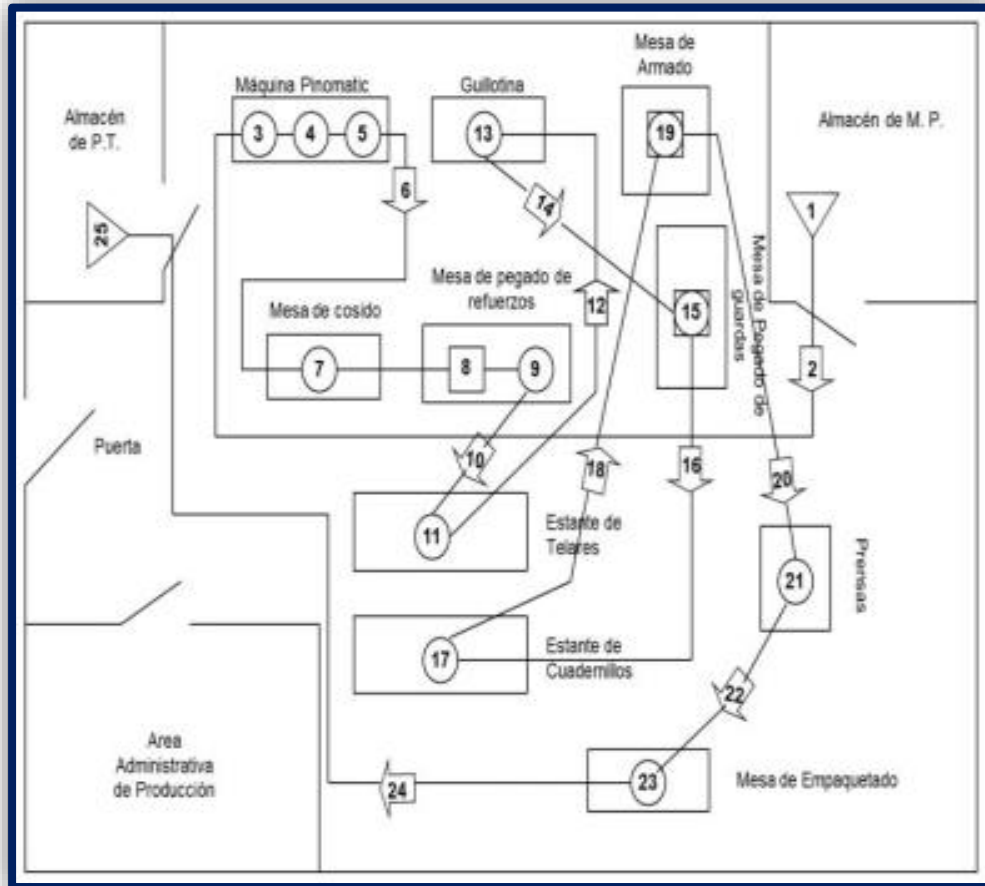 Mesa de
Armado
Máquina Pinomatic
Guillotina
Almacén
de P.T.
Almacén de M. P.
3
4
5
13
19
6
14
1
25
Mesa de pegado de
refuerzos
12
15
Mesa de Pegado de
guardas
Mesa de cosido
7
8
9
2
Puerta
10
18
16
20
11
Estante de
Telares
21
Prensas
17
Estante de
Cuadernillos
22
Area
Administrativa
de Producción
24
23
Mesa de Empaquetado